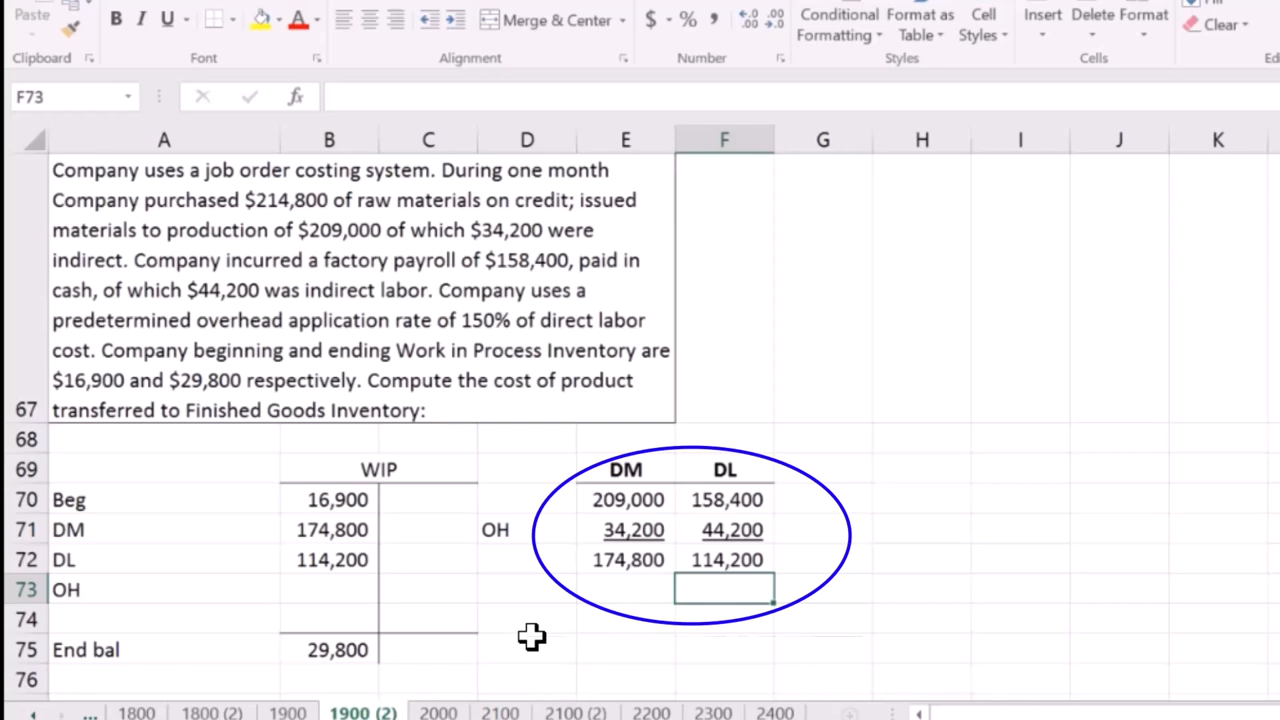 Paste B I U A Merge & Center $ % , Conditional Formatting Format as Table Cell Styles Insert Delete Format Clear
Clipboard Font Alignment Number Styles Cells
F73 fx
A B C D E F G H I J K
Company uses a job order costing system. During one month
Company purchased $214,800 of raw materials on credit; issued
materials to production of $209,000 of which $34,200 were
indirect. Company incurred a factory payroll of $158,400, paid in
cash, of which $44,200 was indirect labor. Company uses a
predetermined overhead application rate of 150% of direct labor
cost. Company beginning and ending Work in Process Inventory are
$16,900 and $29,800 respectively. Compute the cost of product
67 transferred to Finished Goods Inventory:
68
69 WIP DM DL
70 Beg 16,900 209,000 158,400
71 DM 174,800 OH 34,200 44,200
72 DL 114,200 174,800 114,200
73 OH
74
75 End bal 29,800
76
... 1800 1800 (2) 1900 1900 (2) 2000 2100 2100 (2) 2200 2300 2400